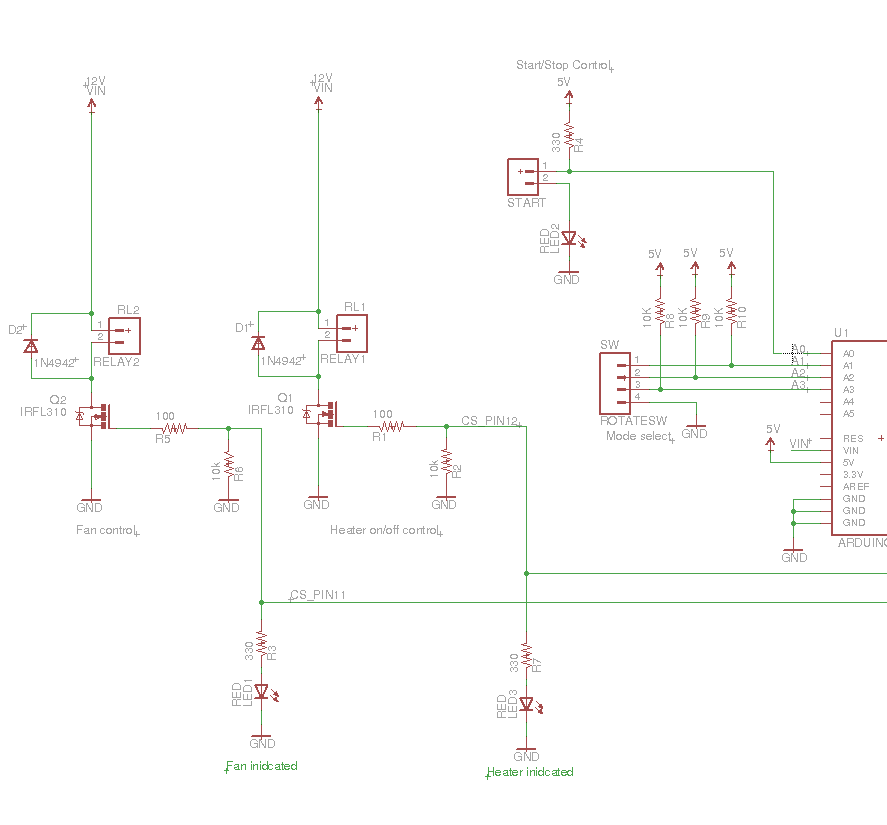 Start/Stop Control
5V
330
R4
1
2
START
RED
LED2
GND
12V
VIN
12V
VIN
RL2
1
2
RELAY2
D2
1N4942
Q2
IRFL310
100
R5
10k
R6
GND
GND
Fan control
RL1
1
2
RELAY1
D1
1N4942
Q1
IRFL310
100
R1
CS_PIN12
10k
R2
GND
GND
Heater on/off control
5V
5V
5V
10K
R8
10K
R9
10K
R10
SW
1
2
3
4
ROTATESW
Mode select
GND
A0
A1
A2
A3
U1
A0
A1
A2
A3
A4
A5
RES
VIN
5V
3.3V
AREF
GND
GND
GND
5V
VIN
GND
ARDUINO
CS_PIN11
330
R3
RED
LED1
GND
Fan inidcated
330
R7
RED
LED3
GND
Heater inidcated